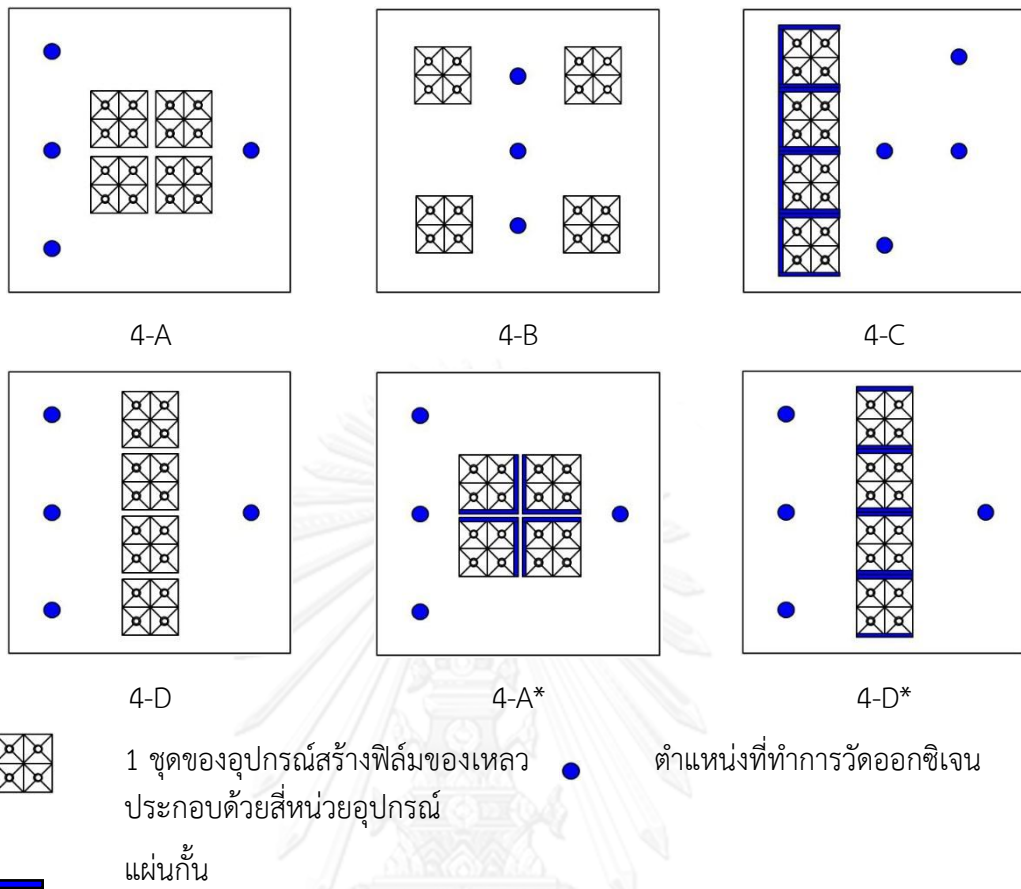 4-A 4-B 4-C
4-D 4-A* 4-D*
1 ชุดของอุปกรณ์สร้างฟิล์มของเหลว
ประกอบด้วยสี่หน่วยอุปกรณ์
ตำแหน่งที่ทำการวัดออกซิเจน
แผ่นกั้น